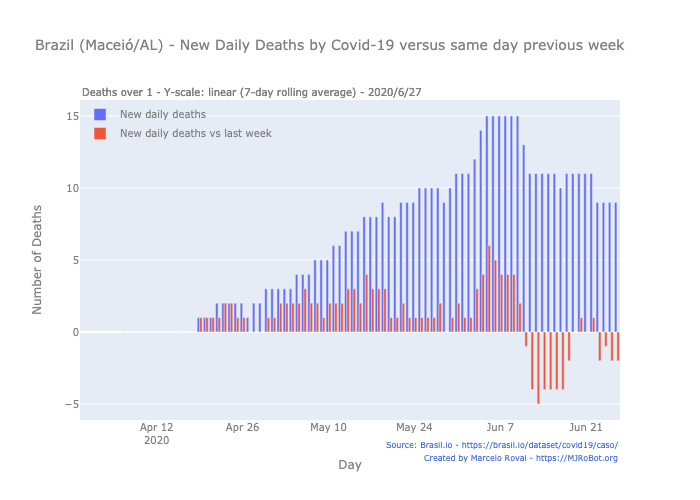 Brazil (Maceió/AL) - New Daily Deaths by Covid-19 versus same day previous week
Deaths over 1 - Y-scale: linear (7-day rolling average) - 2020/6/27
New daily deaths
New daily deaths vs last week
15
10
5
0
−5
Number of Deaths
Apr 12 Apr 26 May 10 May 24 Jun 7 Jun 21
2020
Day
Source: Brasil.io - https://brasil.io/dataset/covid19/caso/
Created by Marcelo Rovai - https://MJRoBot.org